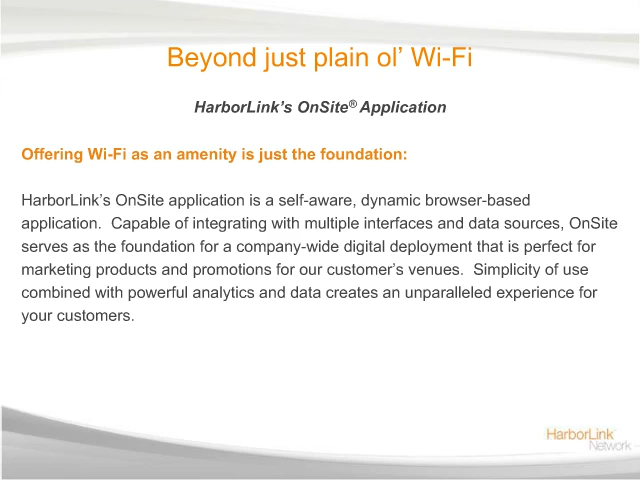 Beyond just plain ol’ Wi-Fi
HarborLink’s OnSite® Application
Offering Wi-Fi as an amenity is just the foundation:
HarborLink’s OnSite application is a self-aware, dynamic browser-based
application.  Capable of integrating with multiple interfaces and data sources, OnSite
serves as the foundation for a company-wide digital deployment that is perfect for
marketing products and promotions for our customer’s venues.  Simplicity of use
combined with powerful analytics and data creates an unparalleled experience for
your customers.
HarborLink
Network